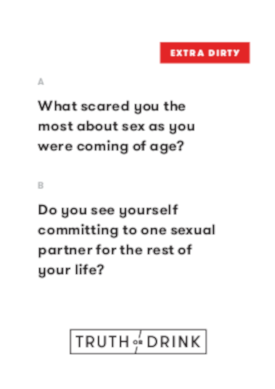 EXTRA DIRTY
A
What scared you the
most about sex as you
were coming of age?
B
Do you see yourself
committing to one sexual
partner for the rest of
your life?
TRUTH OR DRINK